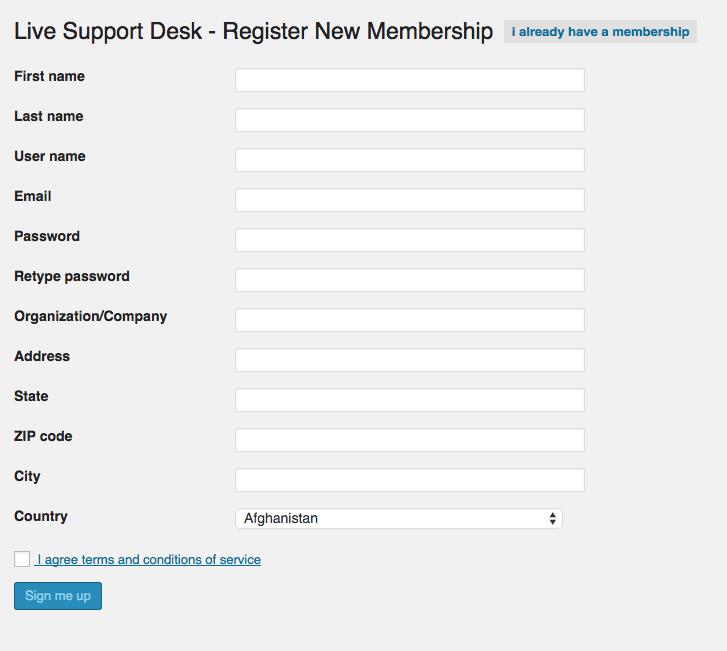 Live Support Desk - Register New Membership i already have a membership
First name
Last name
User name
Email
Password
Retype password
Organization/Company
Address
State
ZIP code
City
Country Afghanistan
I agree terms and conditions of service
Sign me up